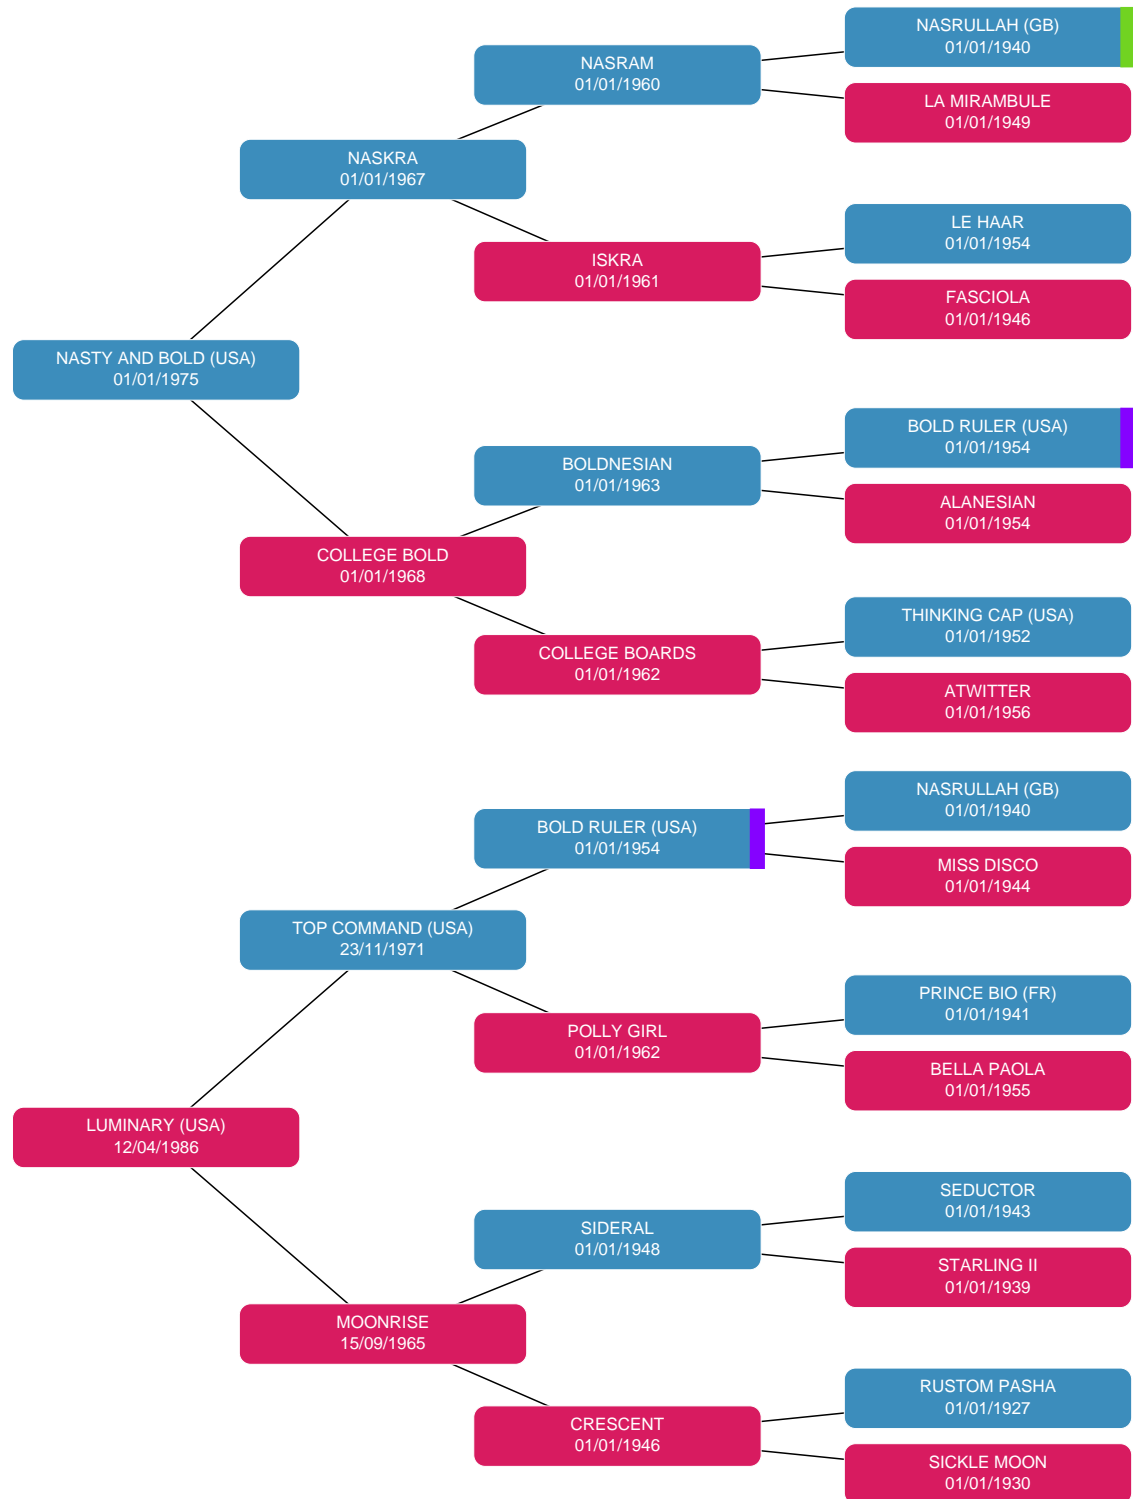 NASRULLAH (GB)
01/01/1940
NASRAM
01/01/1960
LA MIRAMBULE
01/01/1949
NASKRA
01/01/1967
LE HAAR
01/01/1954
ISKRA
01/01/1961
FASCIOLA
01/01/1946
NASTY AND BOLD (USA)
01/01/1975
BOLD RULER (USA)
01/01/1954
BOLDNESIAN
01/01/1963
ALANESIAN
01/01/1954
COLLEGE BOLD
01/01/1968
THINKING CAP (USA)
01/01/1952
COLLEGE BOARDS
01/01/1962
ATWITTER
01/01/1956
NASRULLAH (GB)
01/01/1940
BOLD RULER (USA)
01/01/1954
MISS DISCO
01/01/1944
TOP COMMAND (USA)
23/11/1971
PRINCE BIO (FR)
01/01/1941
POLLY GIRL
01/01/1962
BELLA PAOLA
01/01/1955
LUMINARY (USA)
12/04/1986
SEDUCTOR
01/01/1943
SIDERAL
01/01/1948
STARLING II
01/01/1939
MOONRISE
15/09/1965
RUSTOM PASHA
01/01/1927
CRESCENT
01/01/1946
SICKLE MOON
01/01/1930